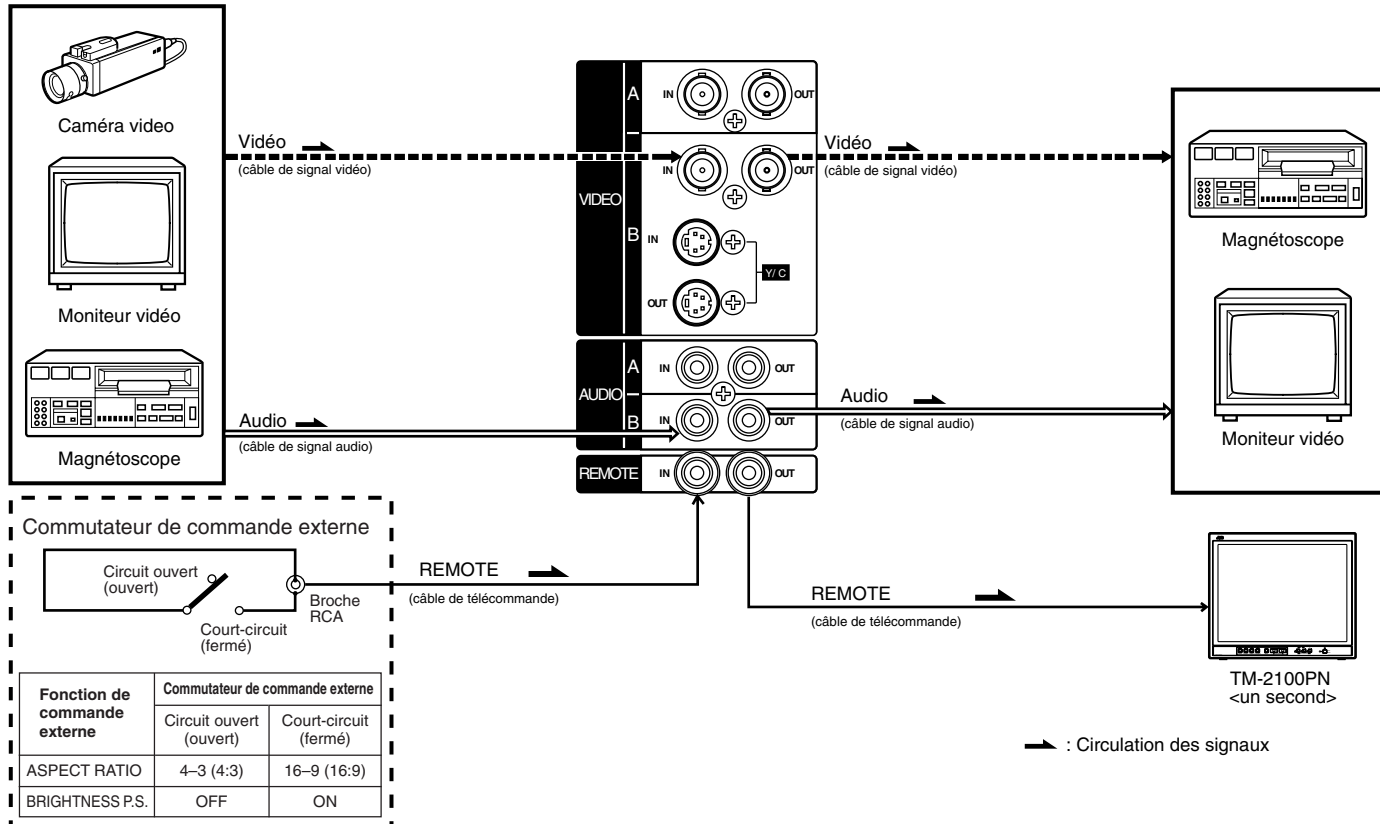 Caméra video
Moniteur vidéo
Magnétoscope
Vidéo
(câble de signal vidéo)
Audio
(câble de signal audio)
VIDEO
A
IN
OUT
B
IN
OUT
IN
OUT
Y/C
AUDIO
A
IN
OUT
B
IN
OUT
REMOTE
IN
OUT
Vidéo
(câble de signal vidéo)
Audio
(câble de signal audio)
Magnétoscope
Moniteur vidéo
Commutateur de commande externe
Circuit ouvert
(ouvert)
Court-circuit
(fermé)
Broche
RCA
REMOTE
(câble de télécommande)
REMOTE
(câble de télécommande)
TM-2100PN
<un second>
Fonction de
commande
externe
Commutateur de commande externe
Circuit ouvert
(ouvert)
Court-circuit
(fermé)
ASPECT RATIO 4–3 (4:3) 16–9 (16:9)
BRIGHTNESS P.S. OFF ON
: Circulation des signaux